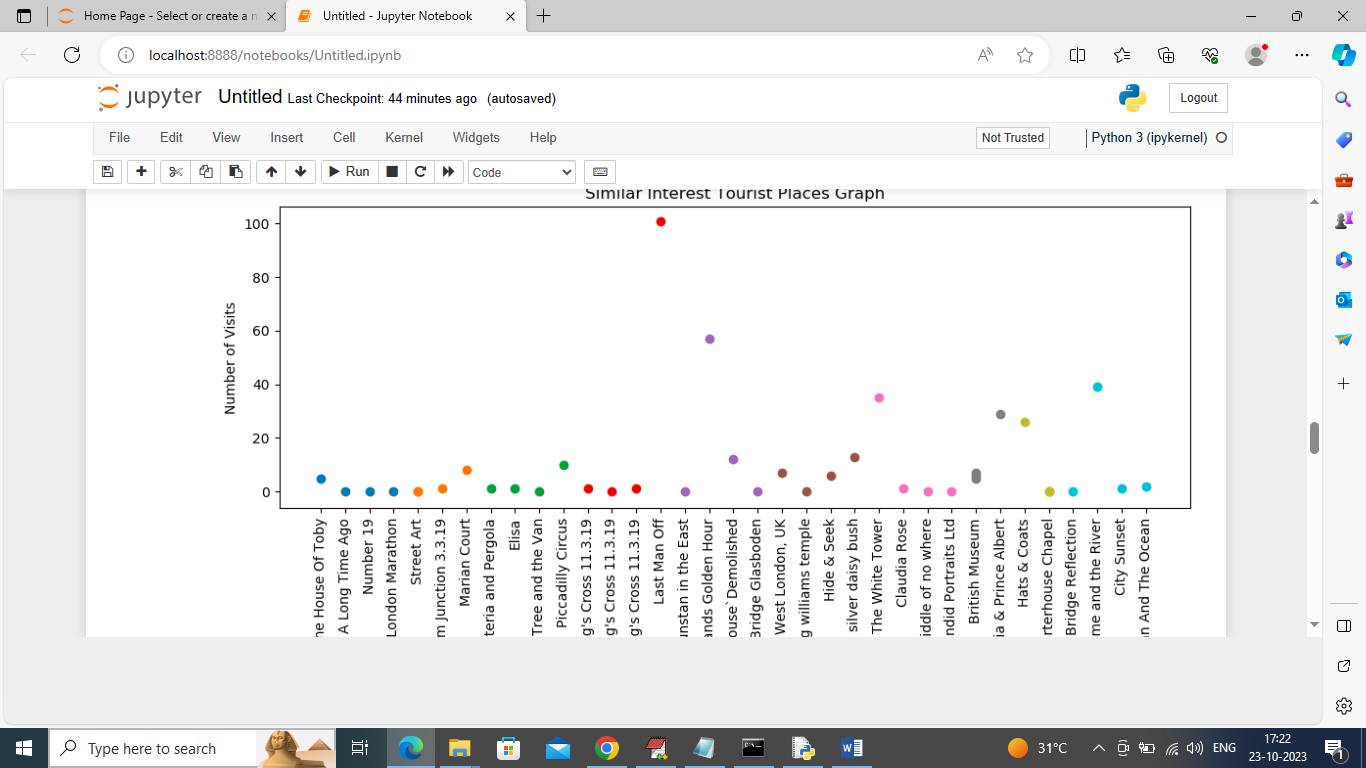 Home Page - Select or create a n
Untitled - Jupyter Notebook
localhost:8888/notebooks/Untitled.ipynb
jupyter Untitled Last Checkpoint: 44 minutes ago (autosaved)
Logout
File Edit View Insert Cell Kernel Widgets Help
Not Trusted
Python 3 (ipykernel)
Run
Code
Similar Interest Tourist Places Graph
Number of Visits
100
80
60
40
20
0
he House Of Toby
A Long Time Ago
Number 19
London Marathon
Street Art
m Junction 3.3.19
Marian Court
teria and Pergola
Elisa
Tree and the Van
Piccadilly Circus
g's Cross 11.3.19
g's Cross 11.3.19
g's Cross 11.3.19
Last Man Off
unstan in the East
ands Golden Hour
ouse`Demolished
Bridge Glasboden
West London, UK
g williams temple
Hide & Seek
silver daisy bush
The White Tower
Claudia Rose
iddle of no where
ndid Portraits Ltd
British Museum
ia & Prince Albert
Hats & Coats
rterhouse Chapel
Bridge Reflection
me and the River
City Sunset
n And The Ocean
Type here to search
31°C
ENG
17:22
23-10-2023
1